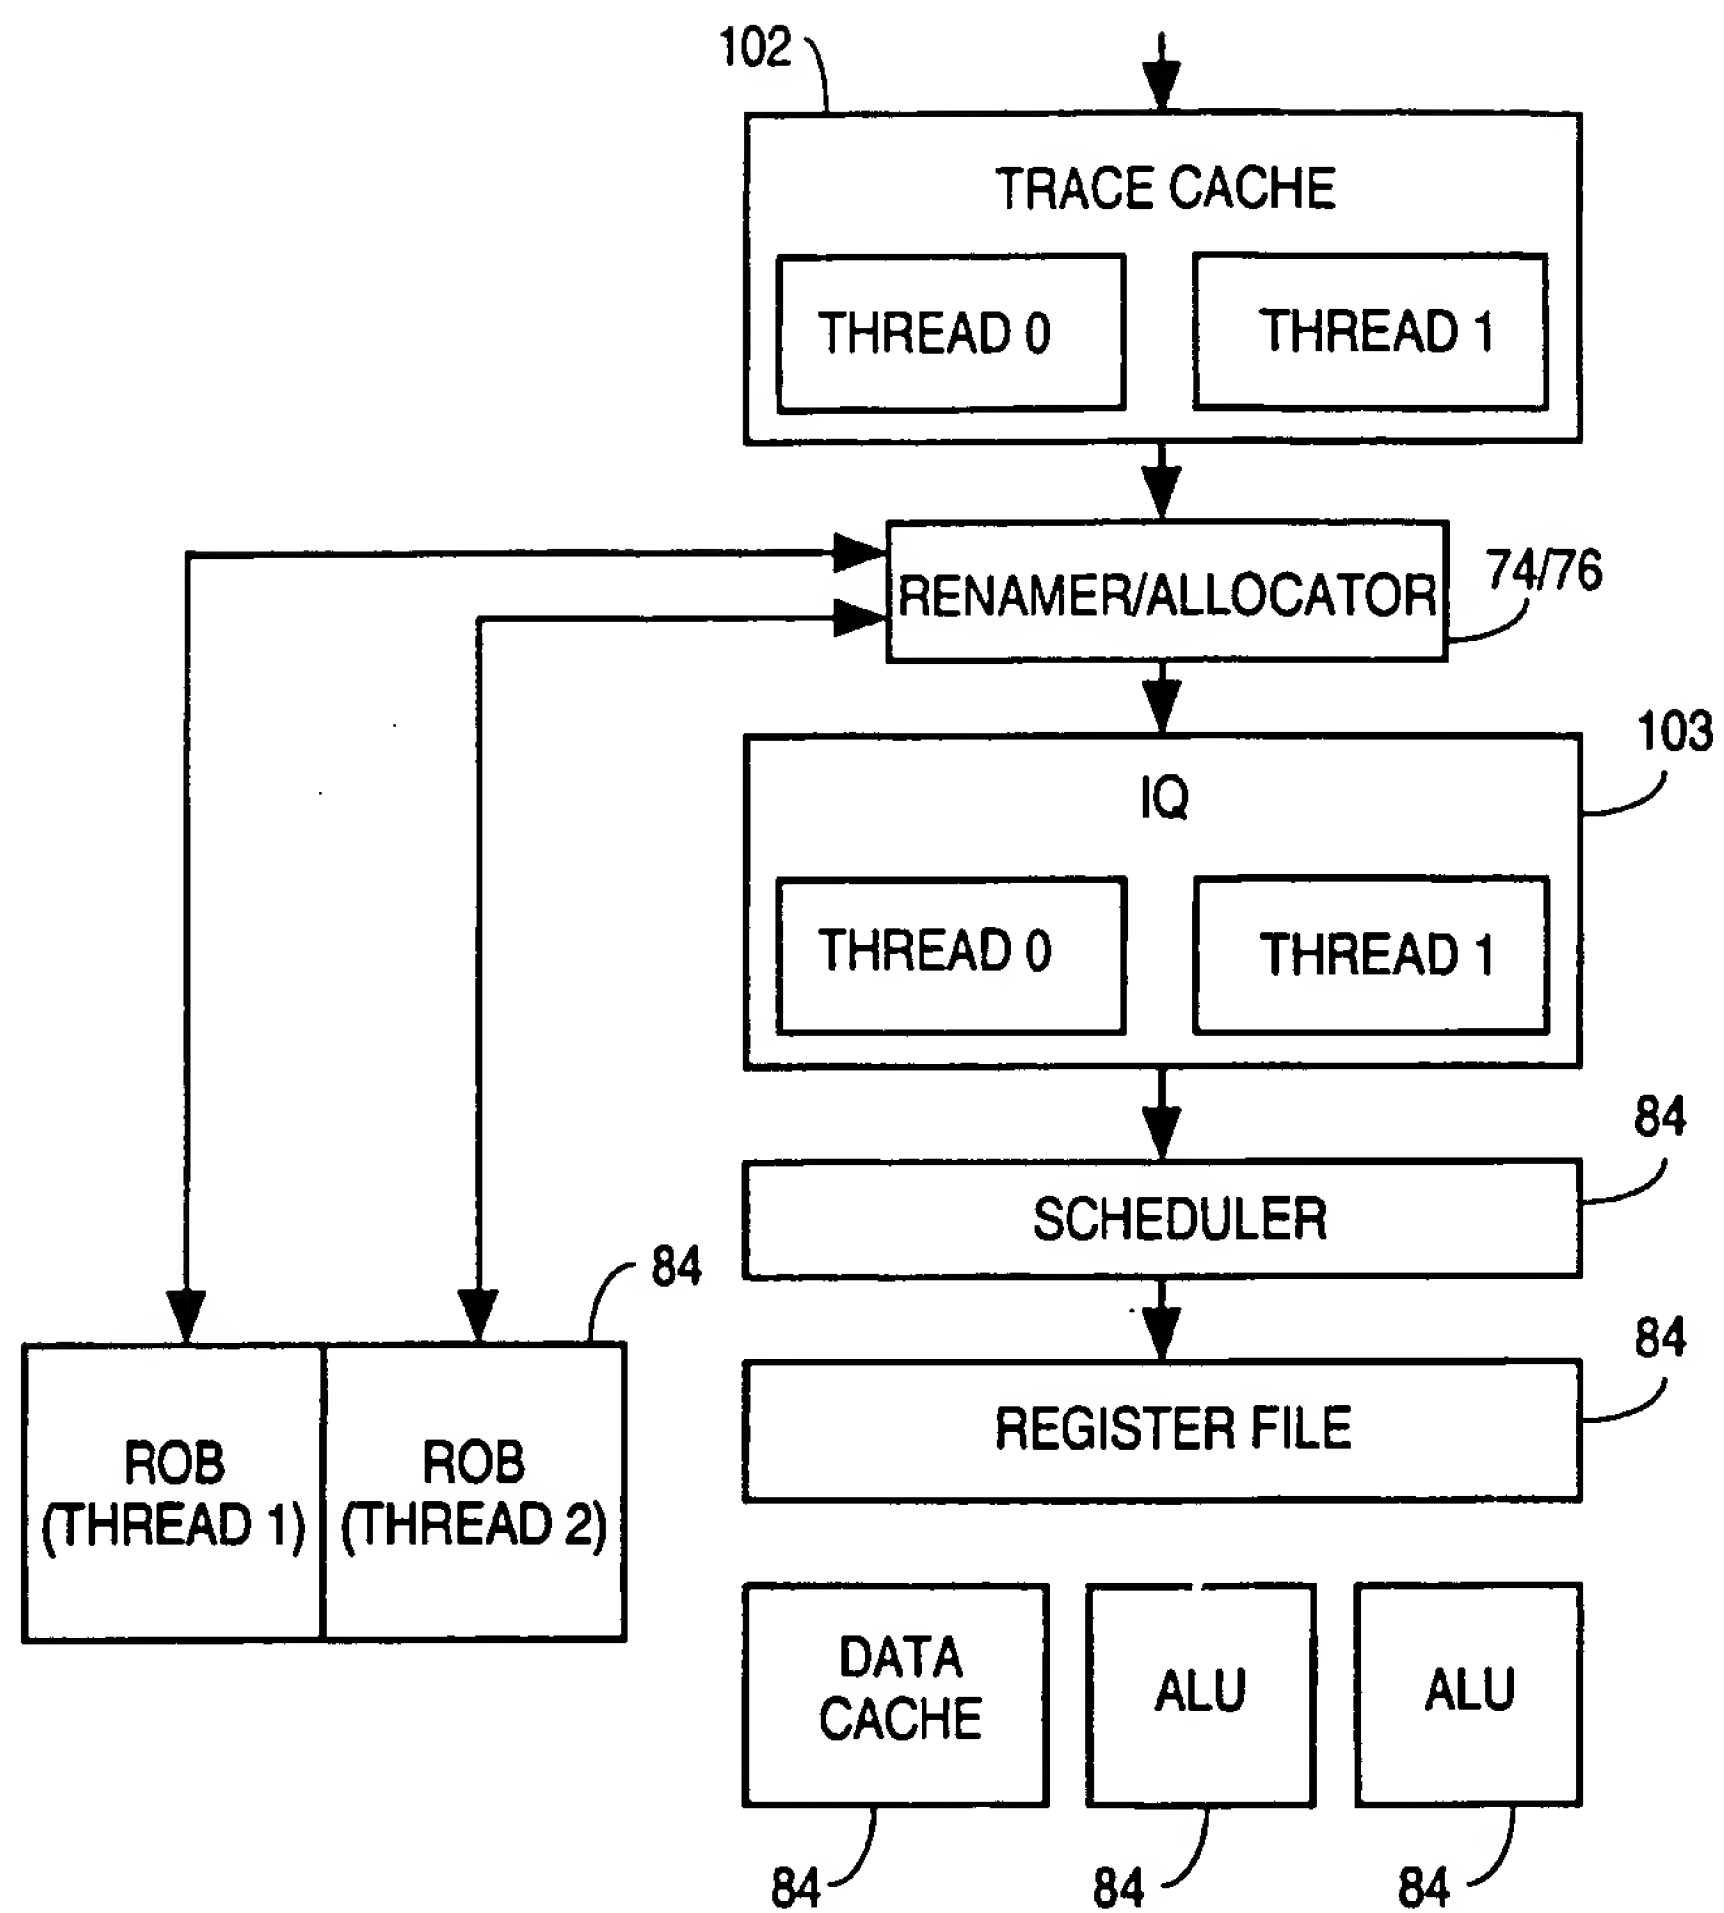 102
TRACE CACHE
THREAD 0
THREAD 1
RENAMER/ALLOCATOR
74/76
103
IQ
THREAD 0
THREAD 1
84
SCHEDULER
84
84
REGISTER FILE
ROB
(THREAD 1)
ROB
(THREAD 2)
DATA
CACHE
ALU
ALU
84
84
84